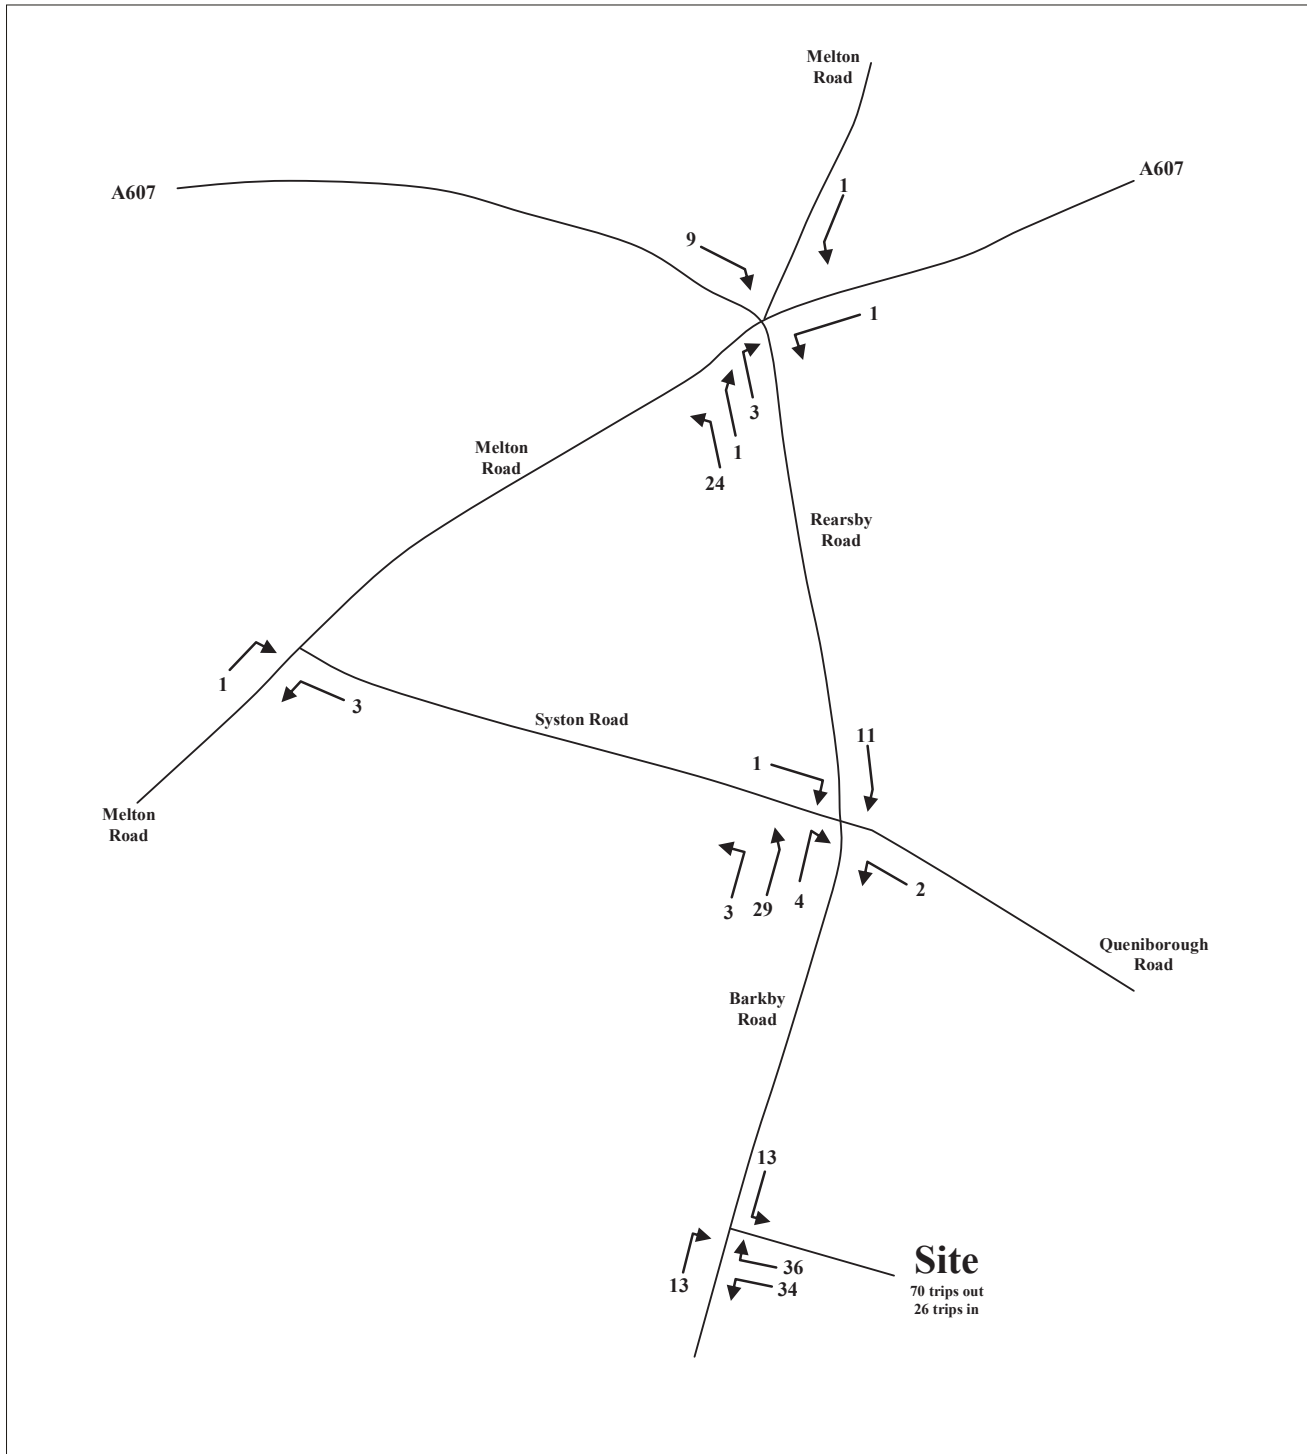 Melton
Road
A607
A607
1
9
1
3
1
24
Melton
Road
Rearsby
Road
1
3
Syston Road
11
1
Melton
Road
3
29
4
2
Queniborough
Road
Barkby
Road
13
13
36
34
Site
70 trips out
26 trips in